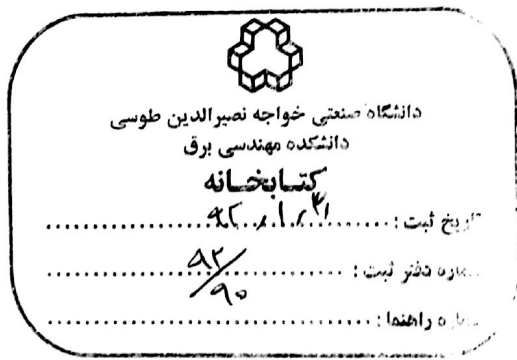 دانشگاه صنعتی خواجه نصیرالدین طوسی
دانشکده مهندسی برق
کتابخانه
تاریخ ثبت : ۹۲/۱/۳۱
شماره دفتر ثبت : ۹۲/۹۰
شماره راهنما :